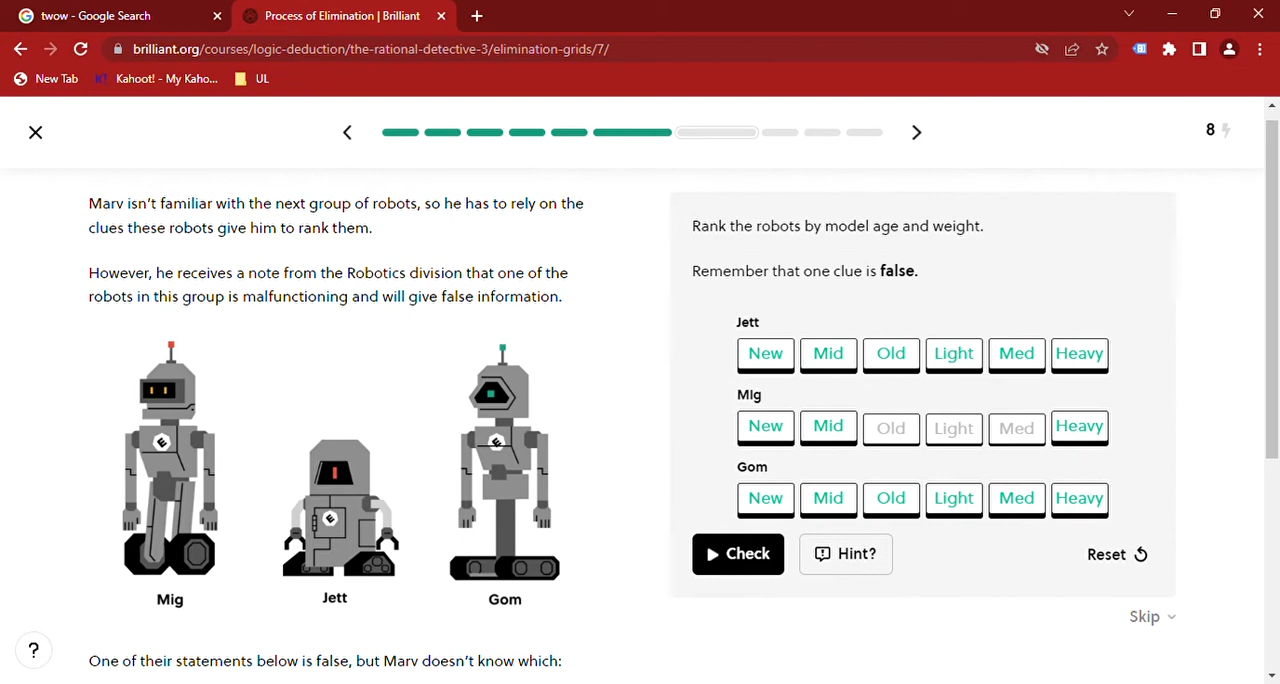 twow - Google Search
Process of Elimination | Brilliant
brilliant.org/courses/logic-deduction/the-rational-detective-3/elimination-grids/7/
New Tab
K! Kahoot! - My Kaho...
UL
8
Marv isn't familiar with the next group of robots, so he has to rely on the
clues these robots give him to rank them.
However, he receives a note from the Robotics division that one of the
robots in this group is malfunctioning and will give false information.
E
E
E
Mig
Jett
Gom
One of their statements below is false, but Marv doesn't know which:
?
Rank the robots by model age and weight.
Remember that one clue is false.
Jett
New Mid Old Light Med Heavy
Mig
New Mid Old Light Med Heavy
Gom
New Mid Old Light Med Heavy
Check
Hint?
Reset
Skip